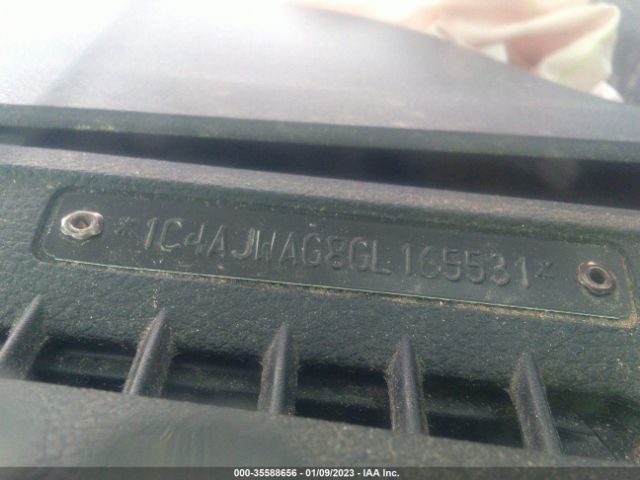 *1C4AJWAG8GL165531*
000-35588656 - 01/09/2023 - IAA Inc.